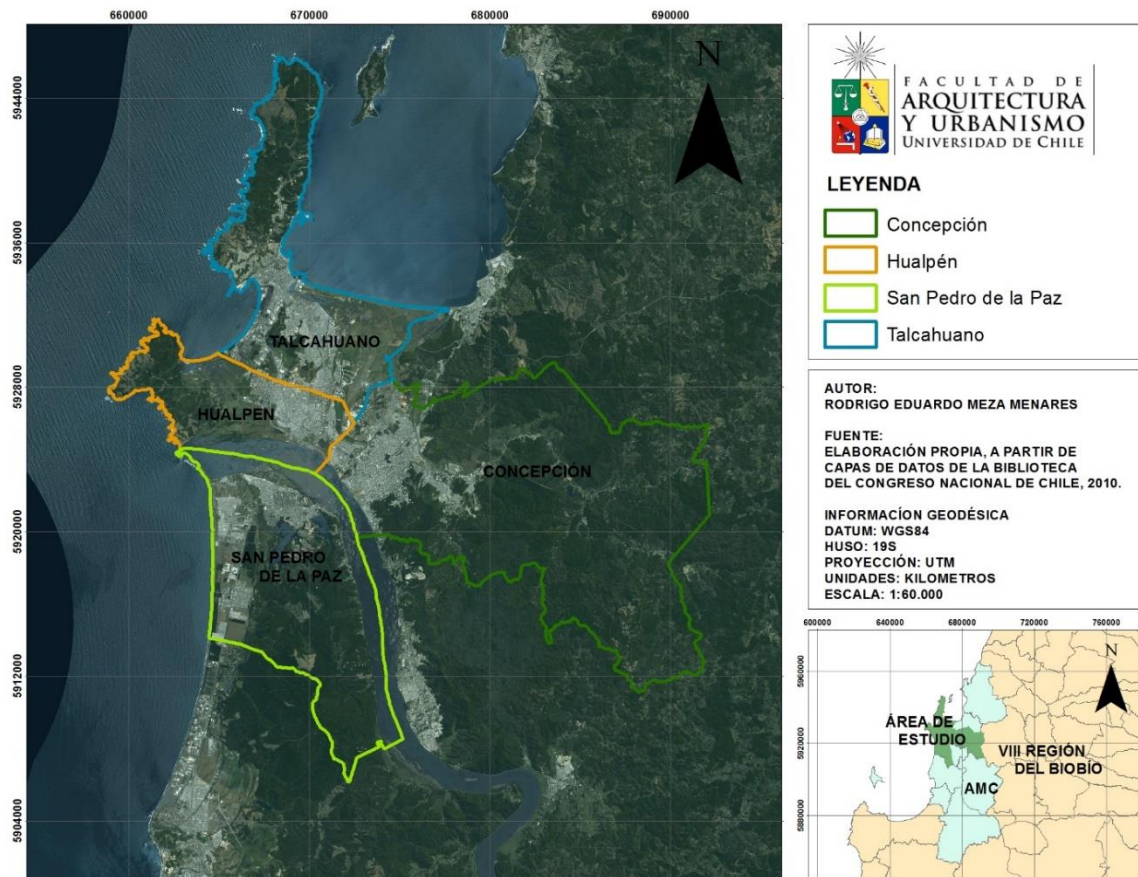 660000 670000 680000 690000
5944000
5936000
5928000
5920000
5912000
5904000
N
TALCAHUANO
HUALPEN
CONCEPCIÓN
SAN PEDRO
DE LA PAZ
FACULTAD DE
ARQUITECTURA
Y URBANISMO
UNIVERSIDAD DE CHILE
LEYENDA
Concepción
Hualpén
San Pedro de la Paz
Talcahuano
AUTOR:
RODRIGO EDUARDO MEZA MENARES
FUENTE:
ELABORACIÓN PROPIA, A PARTIR DE
CAPAS DE DATOS DE LA BIBLIOTECA
DEL CONGRESO NACIONAL DE CHILE, 2010.
INFORMACÍON GEODÉSICA
DATUM: WGS84
HUSO: 19S
PROYECCIÓN: UTM
UNIDADES: KILOMETROS
ESCALA: 1:60.000
600000 640000 680000 720000 760000
5960000
5920000
5880000
N
ÁREA DE
ESTUDIO
VIII REGIÓN
DEL BIOBÍO
AMC